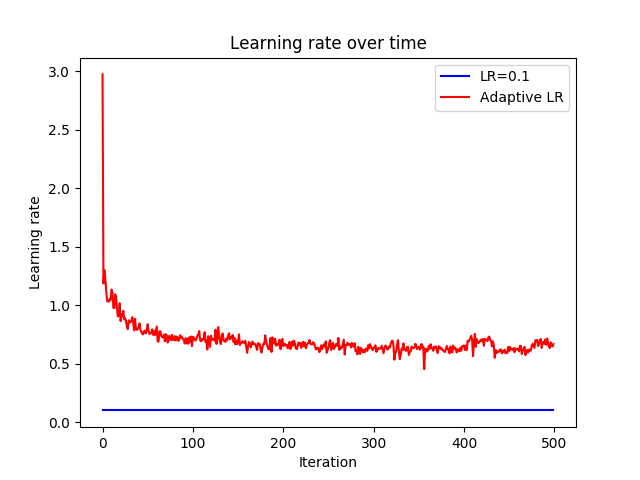 Learning rate over time
LR=0.1
Adaptive LR
Learning rate
3.0
2.5
2.0
1.5
1.0
0.5
0.0
0 100 200 300 400 500
Iteration